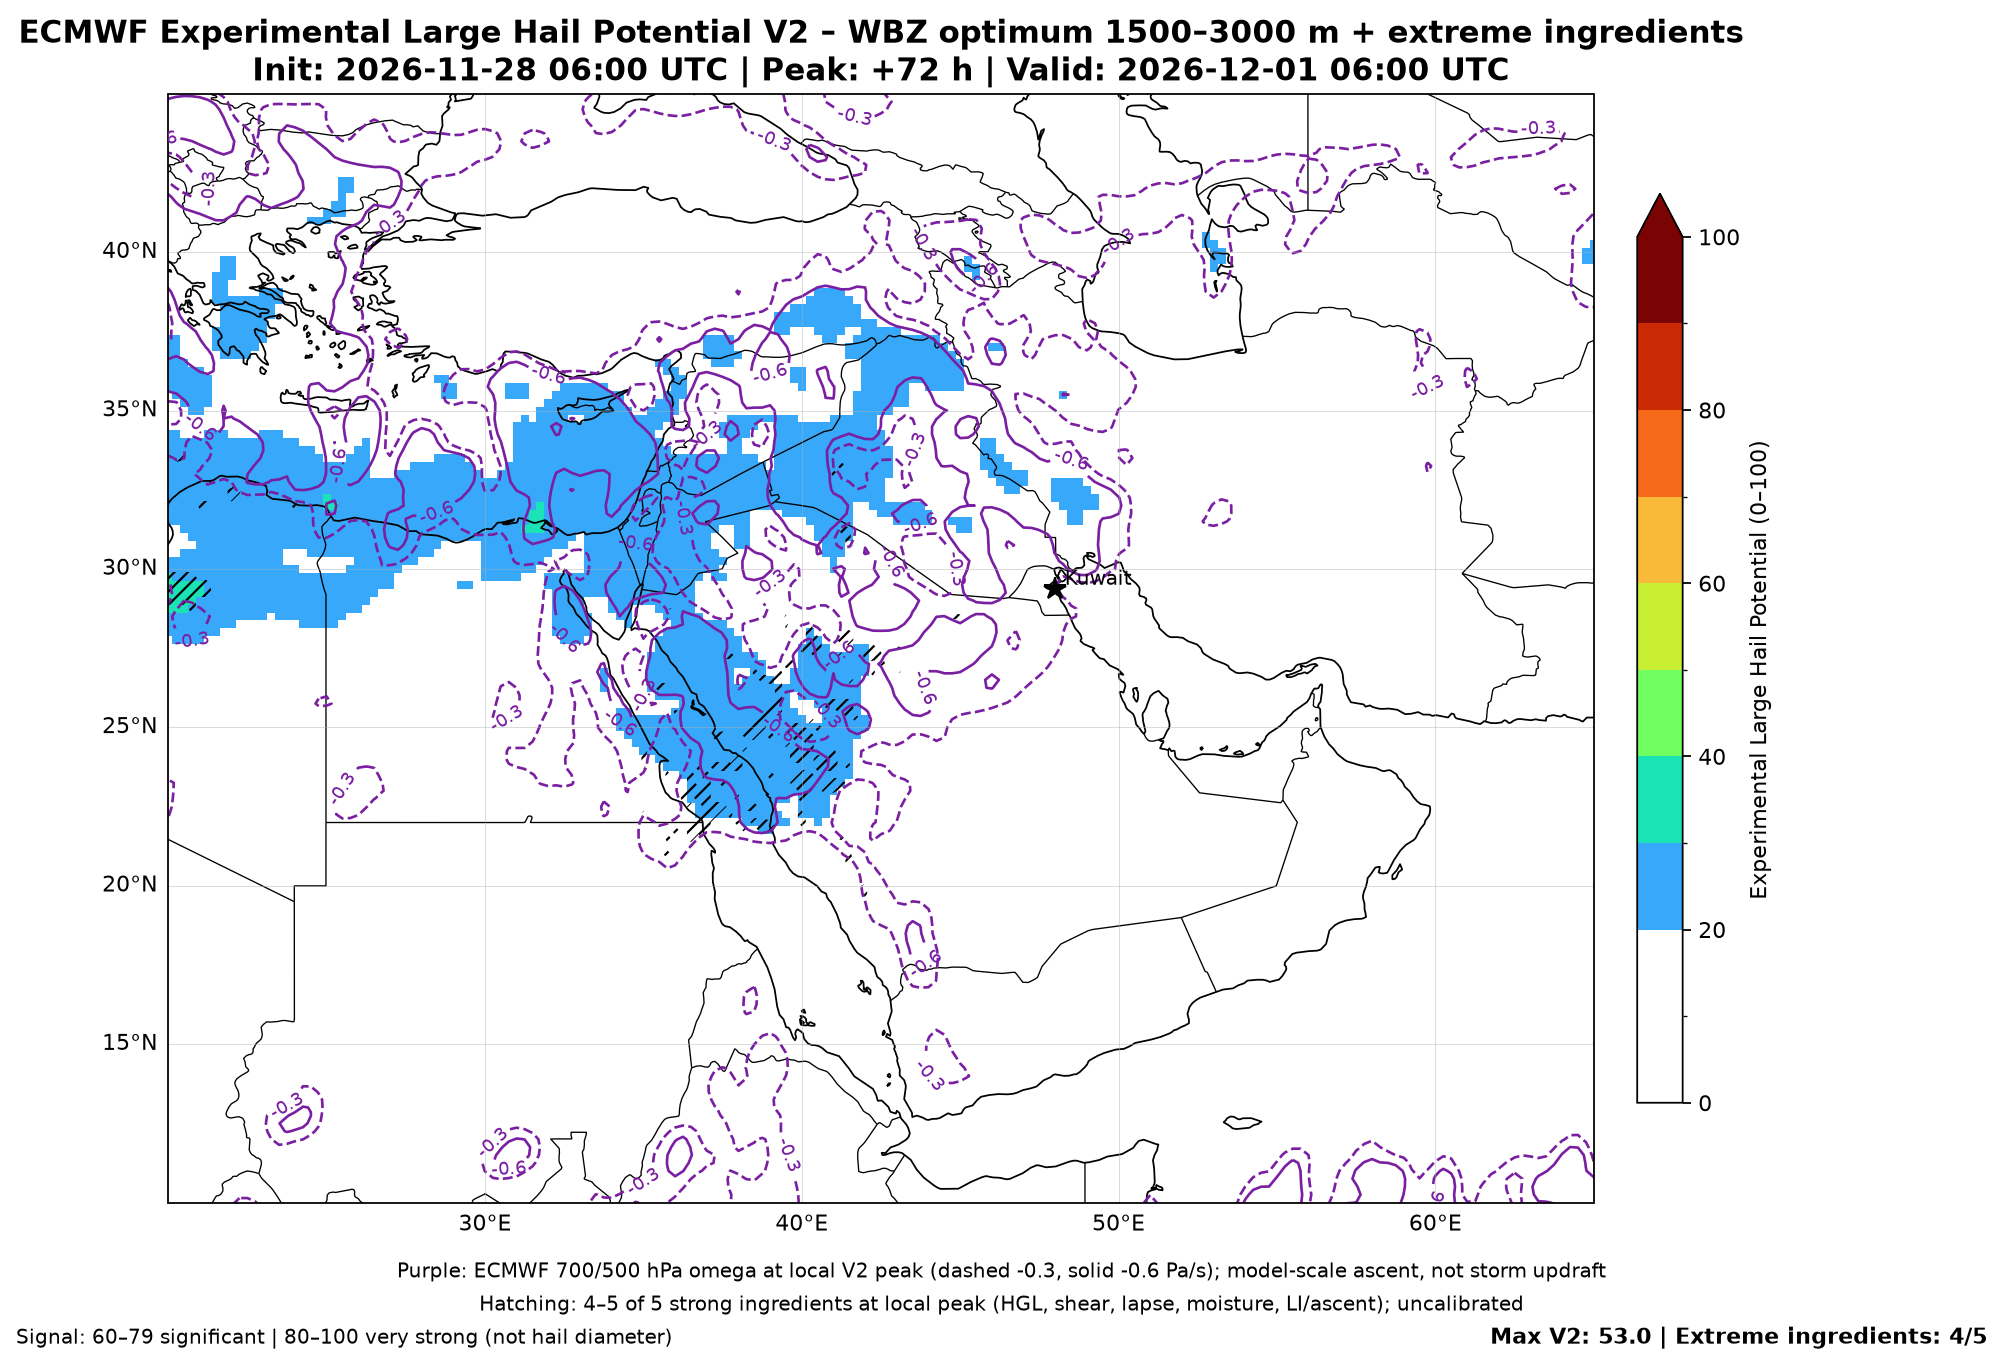 ECMWF Experimental Large Hail Potential V2 – WBZ optimum 1500–3000 m + extreme ingredients
Init: 2026-11-28 06:00 UTC | Peak: +72 h | Valid: 2026-12-01 06:00 UTC
40°N
35°N
30°N
25°N
20°N
15°N
30°E
40°E
50°E
60°E
Kuwait
-0.3
-0.6
100
80
60
40
20
0
Experimental Large Hail Potential (0–100)
Purple: ECMWF 700/500 hPa omega at local V2 peak (dashed -0.3, solid -0.6 Pa/s); model-scale ascent, not storm updraft
Hatching: 4–5 of 5 strong ingredients at local peak (HGL, shear, lapse, moisture, LI/ascent); uncalibrated
Signal: 60–79 significant | 80–100 very strong (not hail diameter)
Max V2: 53.0 | Extreme ingredients: 4/5